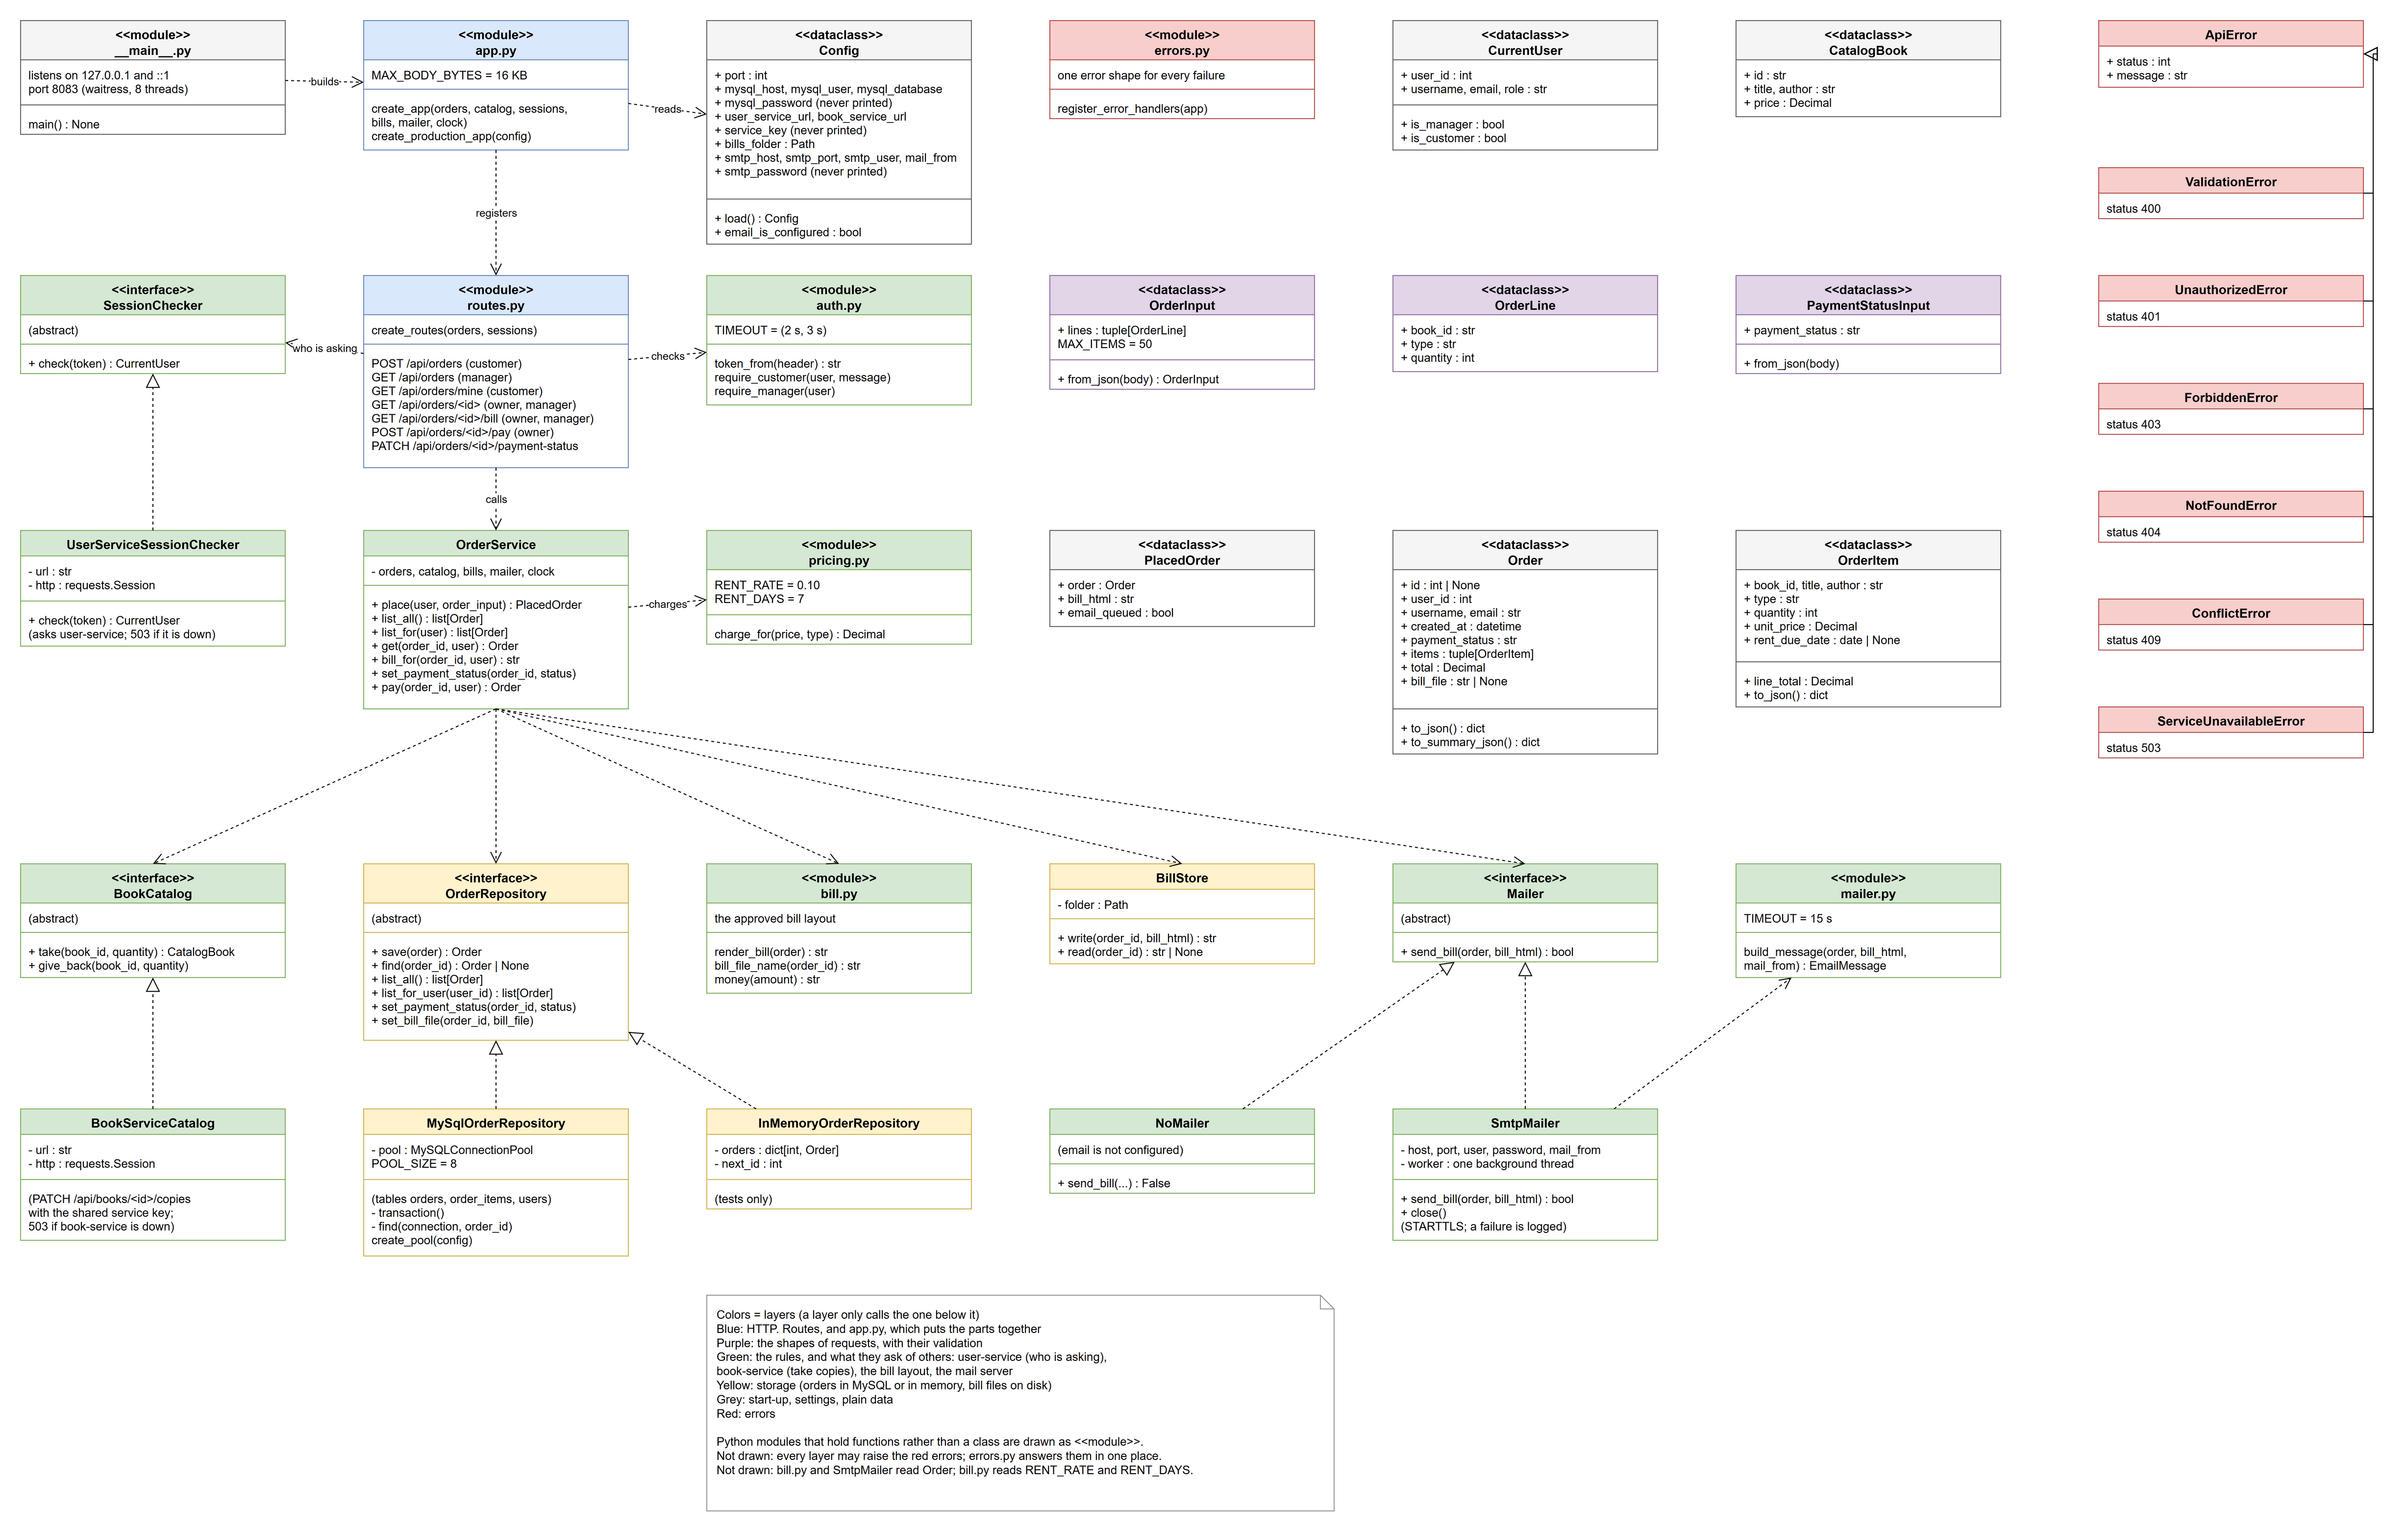 <<module>>
__main__.py
listens on 127.0.0.1 and ::1
port 8083 (waitress, 8 threads)
main() : None
builds
<<module>>
app.py
MAX_BODY_BYTES = 16 KB
create_app(orders, catalog, sessions,
bills, mailer, clock)
create_production_app(config)
reads
<<dataclass>>
Config
+ port : int
+ mysql_host, mysql_user, mysql_database
+ mysql_password (never printed)
+ user_service_url, book_service_url
+ service_key (never printed)
+ bills_folder : Path
+ smtp_host, smtp_port, smtp_user, mail_from
+ smtp_password (never printed)
+ load() : Config
+ email_is_configured : bool
<<module>>
errors.py
one error shape for every failure
register_error_handlers(app)
<<dataclass>>
CurrentUser
+ user_id : int
+ username, email, role : str
+ is_manager : bool
+ is_customer : bool
<<dataclass>>
CatalogBook
+ id : str
+ title, author : str
+ price : Decimal
ApiError
+ status : int
+ message : str
ValidationError
status 400
registers
<<interface>>
SessionChecker
(abstract)
+ check(token) : CurrentUser
who is asking
<<module>>
routes.py
create_routes(orders, sessions)
POST /api/orders (customer)
GET /api/orders (manager)
GET /api/orders/mine (customer)
GET /api/orders/<id> (owner, manager)
GET /api/orders/<id>/bill (owner, manager)
POST /api/orders/<id>/pay (owner)
PATCH /api/orders/<id>/payment-status
checks
<<module>>
auth.py
TIMEOUT = (2 s, 3 s)
token_from(header) : str
require_customer(user, message)
require_manager(user)
<<dataclass>>
OrderInput
+ lines : tuple[OrderLine]
MAX_ITEMS = 50
+ from_json(body) : OrderInput
<<dataclass>>
OrderLine
+ book_id : str
+ type : str
+ quantity : int
<<dataclass>>
PaymentStatusInput
+ payment_status : str
+ from_json(body)
UnauthorizedError
status 401
ForbiddenError
status 403
NotFoundError
status 404
calls
UserServiceSessionChecker
- url : str
- http : requests.Session
+ check(token) : CurrentUser
(asks user-service; 503 if it is down)
OrderService
- orders, catalog, bills, mailer, clock
+ place(user, order_input) : PlacedOrder
+ list_all() : list[Order]
+ list_for(user) : list[Order]
+ get(order_id, user) : Order
+ bill_for(order_id, user) : str
+ set_payment_status(order_id, status)
+ pay(order_id, user) : Order
charges
<<module>>
pricing.py
RENT_RATE = 0.10
RENT_DAYS = 7
charge_for(price, type) : Decimal
<<dataclass>>
PlacedOrder
+ order : Order
+ bill_html : str
+ email_queued : bool
<<dataclass>>
Order
+ id : int | None
+ user_id : int
+ username, email : str
+ created_at : datetime
+ payment_status : str
+ items : tuple[OrderItem]
+ total : Decimal
+ bill_file : str | None
+ to_json() : dict
+ to_summary_json() : dict
<<dataclass>>
OrderItem
+ book_id, title, author : str
+ type : str
+ quantity : int
+ unit_price : Decimal
+ rent_due_date : date | None
+ line_total : Decimal
+ to_json() : dict
ConflictError
status 409
ServiceUnavailableError
status 503
<<interface>>
BookCatalog
(abstract)
+ take(book_id, quantity) : CatalogBook
+ give_back(book_id, quantity)
<<interface>>
OrderRepository
(abstract)
+ save(order) : Order
+ find(order_id) : Order | None
+ list_all() : list[Order]
+ list_for_user(user_id) : list[Order]
+ set_payment_status(order_id, status)
+ set_bill_file(order_id, bill_file)
<<module>>
bill.py
the approved bill layout
render_bill(order) : str
bill_file_name(order_id) : str
money(amount) : str
BillStore
- folder : Path
+ write(order_id, bill_html) : str
+ read(order_id) : str | None
<<interface>>
Mailer
(abstract)
+ send_bill(order, bill_html) : bool
<<module>>
mailer.py
TIMEOUT = 15 s
build_message(order, bill_html,
mail_from) : EmailMessage
BookServiceCatalog
- url : str
- http : requests.Session
(PATCH /api/books/<id>/copies
with the shared service key;
503 if book-service is down)
MySqlOrderRepository
- pool : MySQLConnectionPool
POOL_SIZE = 8
(tables orders, order_items, users)
- transaction()
- find(connection, order_id)
create_pool(config)
InMemoryOrderRepository
- orders : dict[int, Order]
- next_id : int
(tests only)
NoMailer
(email is not configured)
+ send_bill(...) : False
SmtpMailer
- host, port, user, password, mail_from
- worker : one background thread
+ send_bill(order, bill_html) : bool
+ close()
(STARTTLS; a failure is logged)
Colors = layers (a layer only calls the one below it)
Blue: HTTP. Routes, and app.py, which puts the parts together
Purple: the shapes of requests, with their validation
Green: the rules, and what they ask of others: user-service (who is asking),
book-service (take copies), the bill layout, the mail server
Yellow: storage (orders in MySQL or in memory, bill files on disk)
Grey: start-up, settings, plain data
Red: errors
Python modules that hold functions rather than a class are drawn as <<module>>.
Not drawn: every layer may raise the red errors; errors.py answers them in one place.
Not drawn: bill.py and SmtpMailer read Order; bill.py reads RENT_RATE and RENT_DAYS.